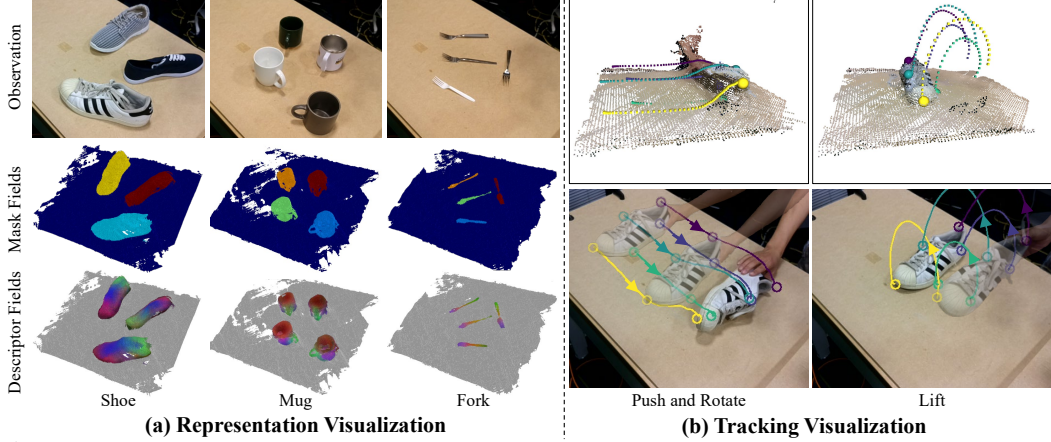 Observation
Mask Fields
Descriptor Fields
Shoe
Mug
Fork
(a) Representation Visualization
Push and Rotate
Lift
(b) Tracking Visualization